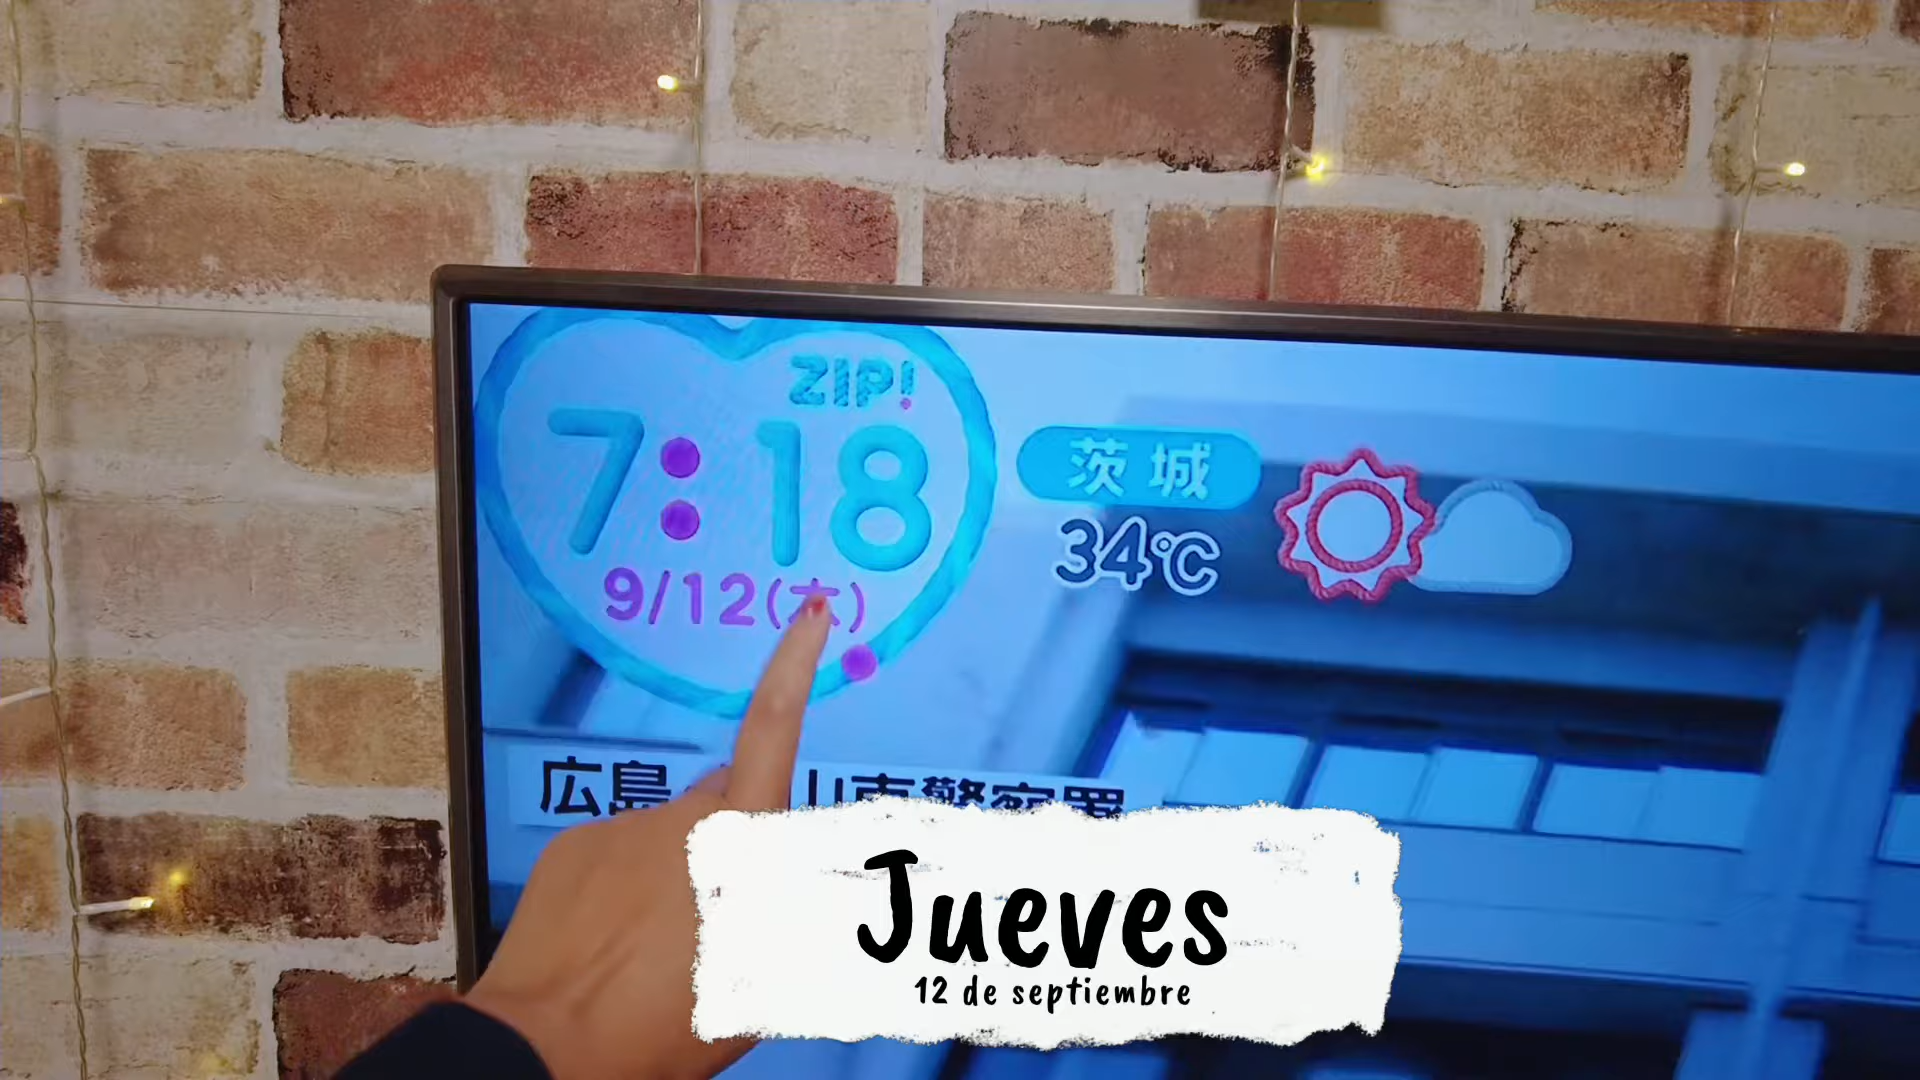 ZIP!
7:18
9/12(木)
茨城
34℃
広島
Jueves
12 de septiembre